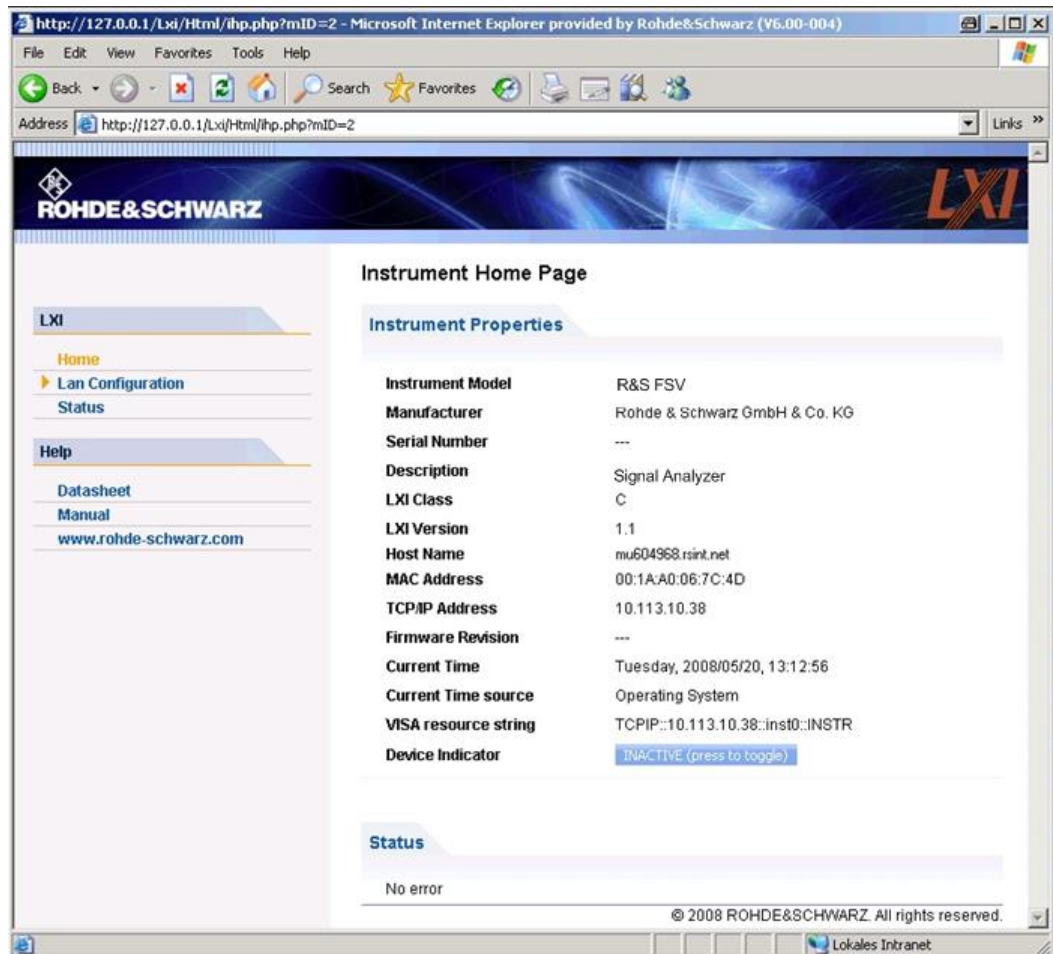 http://127.0.0.1/Lxi/Html/ihp.php?mID=2 - Microsoft Internet Explorer provided by Rohde&Schwarz (V6.00-004)
File Edit View Favorites Tools Help
Back Search Favorites
Address http://127.0.0.1/Lxi/Html/ihp.php?mID=2 Links »
R&S
ROHDE&SCHWARZ
LXI
Instrument Home Page
LXI
Home
Lan Configuration
Status
Help
Datasheet
Manual
www.rohde-schwarz.com
Instrument Properties
Instrument Model R&S FSV
Manufacturer Rohde & Schwarz GmbH & Co. KG
Serial Number ---
Description Signal Analyzer
LXI Class C
LXI Version 1.1
Host Name mu604968.rsint.net
MAC Address 00:1A:A0:06:7C:4D
TCP/IP Address 10.113.10.38
Firmware Revision ---
Current Time Tuesday, 2008/05/20, 13:12:56
Current Time source Operating System
VISA resource string TCPIP::10.113.10.38::inst0::INSTR
Device Indicator INACTIVE (press to toggle)
Status
No error
© 2008 ROHDE&SCHWARZ. All rights reserved.
Lokales Intranet